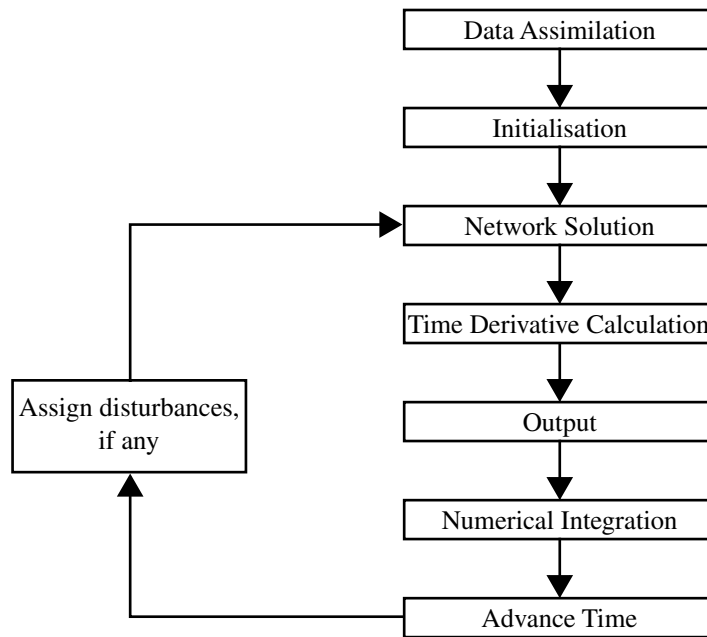 Data Assimilation
Initialisation
Network Solution
Time Derivative Calculation
Assign disturbances,
if any
Output
Numerical Integration
Advance Time